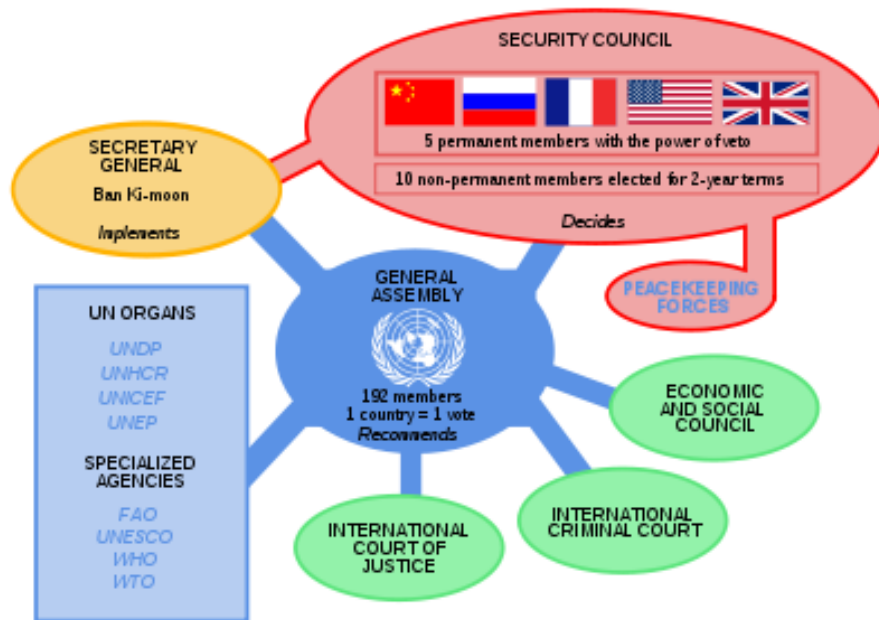 SECURITY COUNCIL
5 permanent members with the power of veto
10 non-permanent members elected for 2-year terms
Decides
SECRETARY
GENERAL
Ban Ki-moon
Implements
GENERAL
ASSEMBLY
192 members
1 country = 1 vote
Recommends
PEACEKEEPING
FORCES
UN ORGANS
UNDP
UNHCR
UNICEF
UNEP
SPECIALIZED
AGENCIES
FAO
UNESCO
WHO
WTO
ECONOMIC
AND SOCIAL
COUNCIL
INTERNATIONAL
CRIMINAL COURT
INTERNATIONAL
COURT OF
JUSTICE